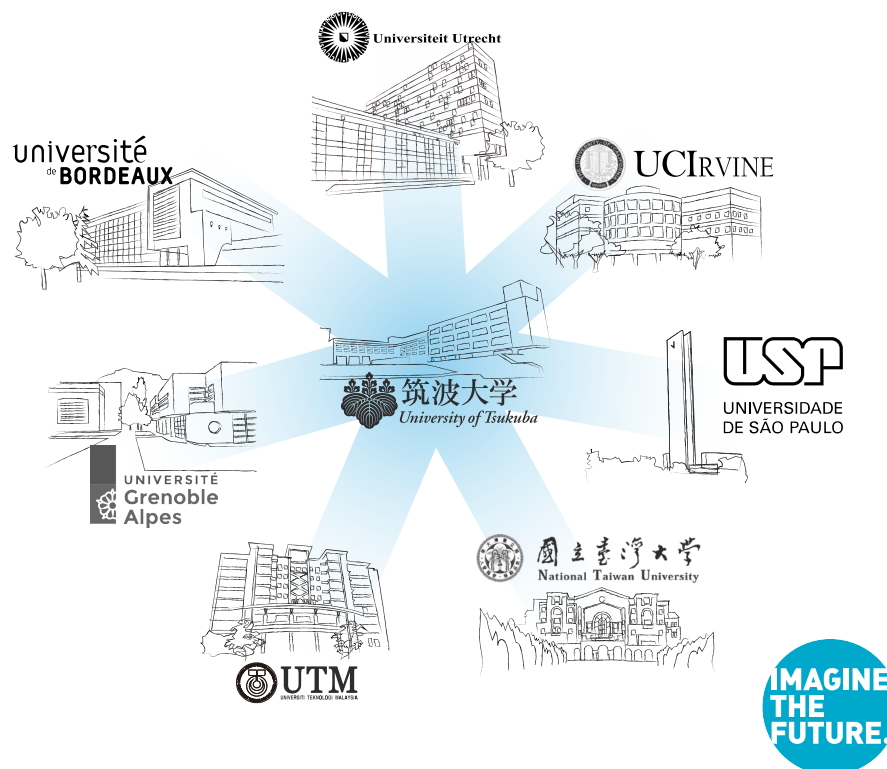 Universiteit Utrecht
université
de BORDEAUX
UCIRVINE
筑波大学
University of Tsukuba
USP
UNIVERSIDADE
DE SÃO PAULO
UNIVERSITÉ
Grenoble
Alpes
國立臺灣大學
National Taiwan University
UTM
UNIVERSITI TEKNOLOGI MALAYSIA
IMAGINE
THE
FUTURE.